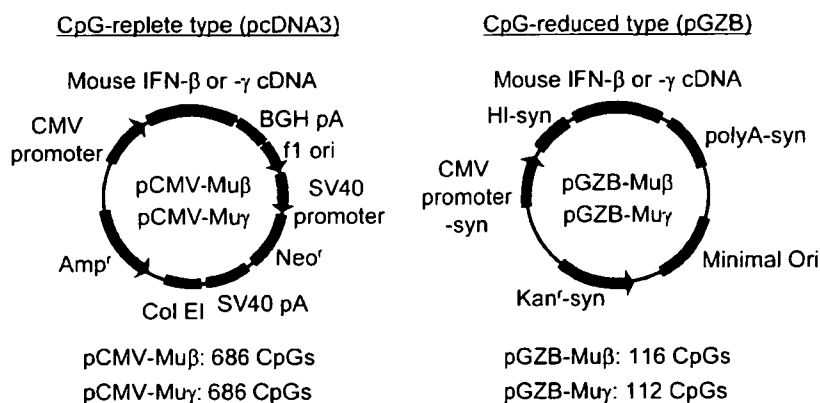 CpG-replete type (pcDNA3)
Mouse IFN-β or -γ cDNA
CMV
promoter
BGH pA
f1 ori
pCMV-Muβ
pCMV-Muγ
SV40
promoter
Ampʳ
Neoʳ
Col EI
SV40 pA
pCMV-Muβ: 686 CpGs
pCMV-Muγ: 686 CpGs
CpG-reduced type (pGZB)
Mouse IFN-β or -γ cDNA
HI-syn
polyA-syn
CMV
promoter
-syn
pGZB-Muβ
pGZB-Muγ
Minimal Ori
Kanʳ-syn
pGZB-Muβ: 116 CpGs
pGZB-Muγ: 112 CpGs